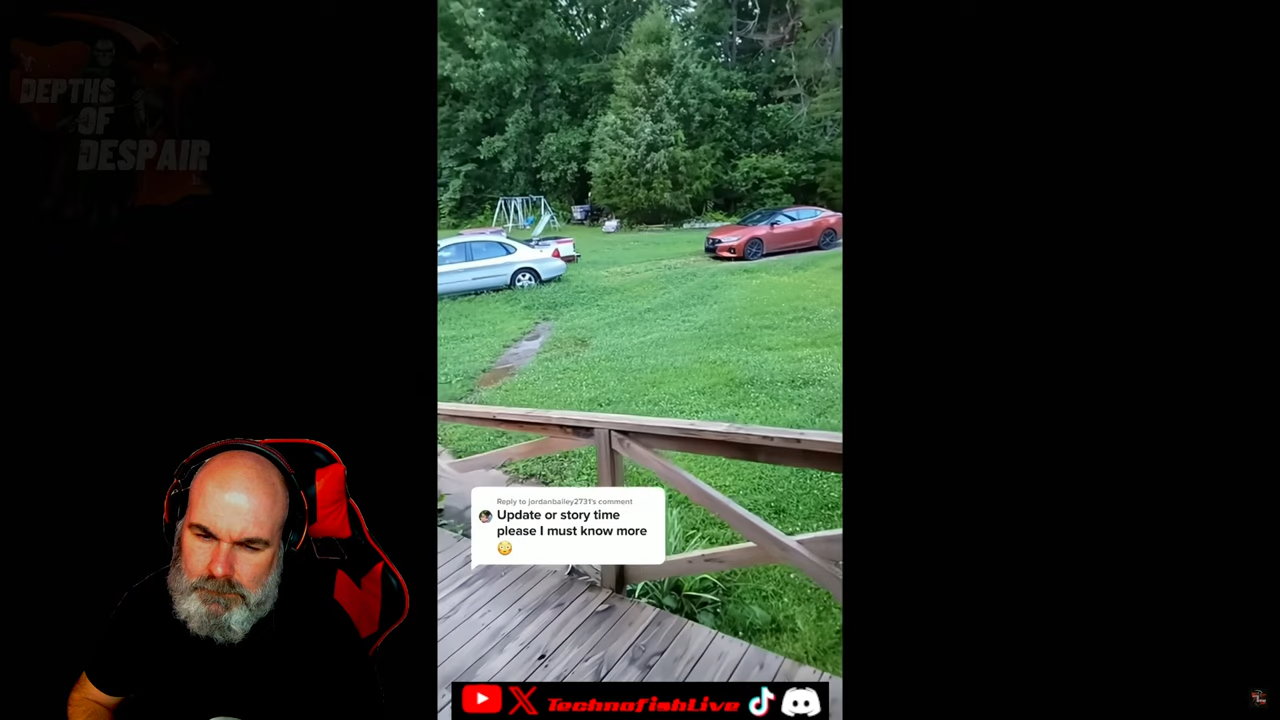 DEPTHS
OF
DESPAIR
Reply to jordanbailey2731's comment
Update or story time
please I must know more
TechnofishLive